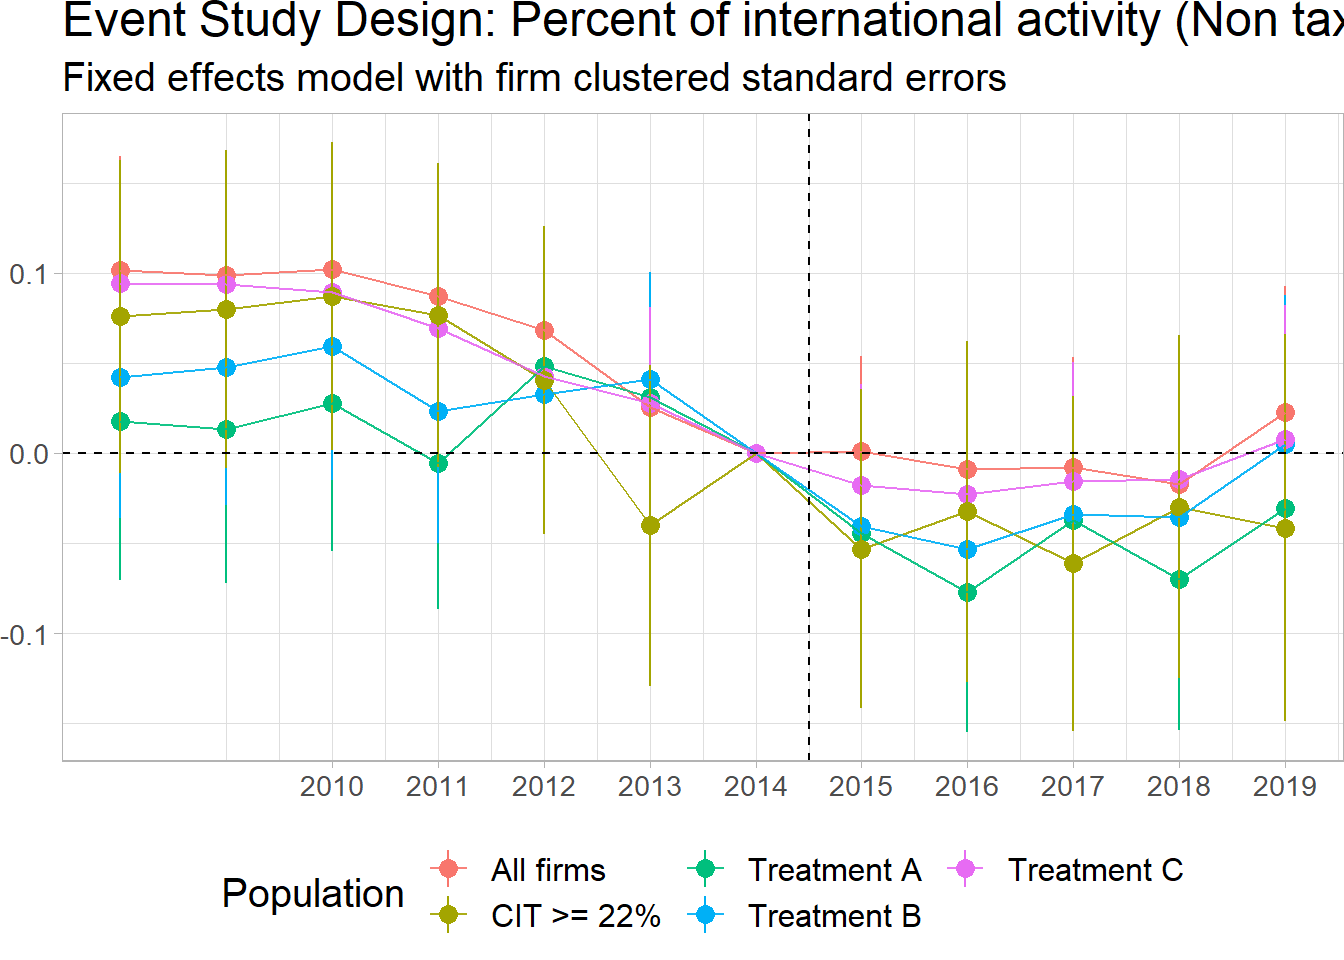 Event Study Design: Percent of international activity (Non tax
Fixed effects model with firm clustered standard errors
0.1
0.0
-0.1
2010 2011 2012 2013 2014 2015 2016 2017 2018 2019
Population
All firms Treatment A Treatment C
CIT >= 22% Treatment B